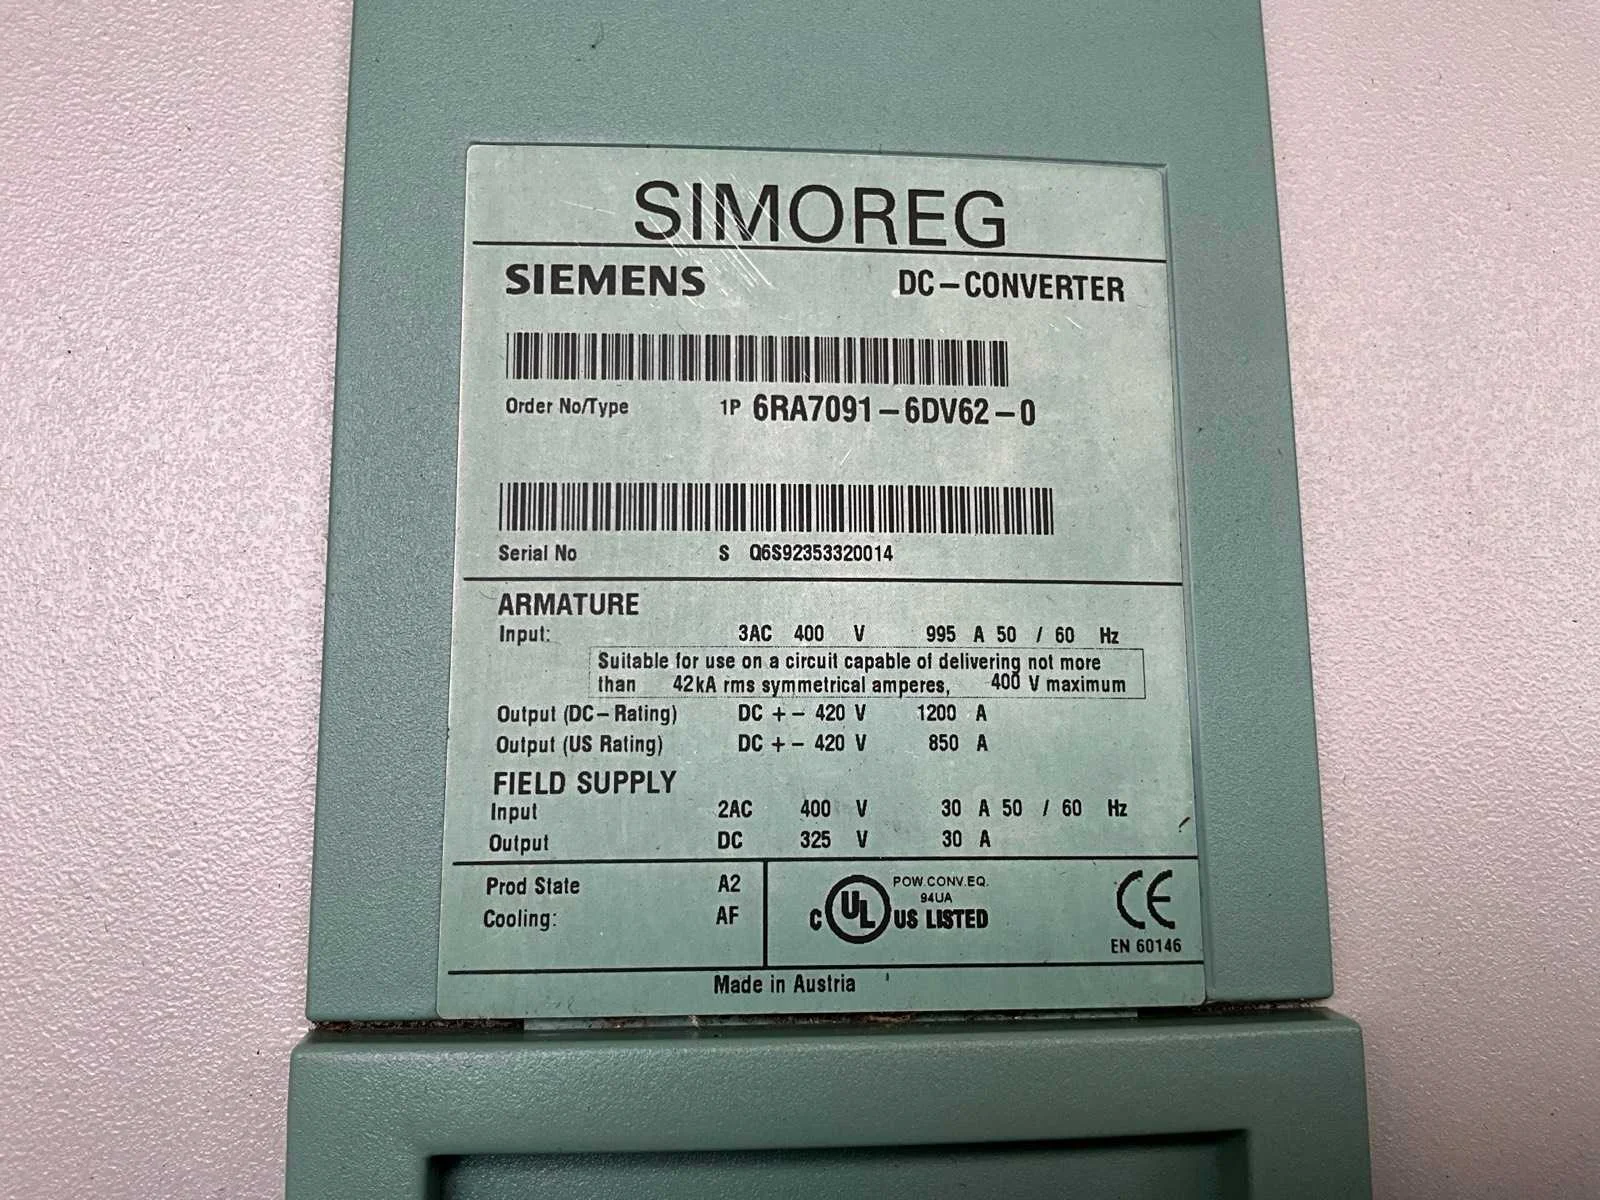 SIMOREG
SIEMENS DC-CONVERTER
Order No/Type 1P 6RA7091-6DV62-0
Serial No S Q6S92353320014
ARMATURE
Input: 3AC 400 V 995 A 50 / 60 Hz
Suitable for use on a circuit capable of delivering not more
than 42kA rms symmetrical amperes, 400 V maximum
Output (DC-Rating) DC +- 420 V 1200 A
Output (US Rating) DC +- 420 V 850 A
FIELD SUPPLY
Input 2AC 400 V 30 A 50 / 60 Hz
Output DC 325 V 30 A
Prod State A2
Cooling: AF
POW.CONV.EQ.
94UA
C UL US LISTED
CE
EN 60146
Made in Austria